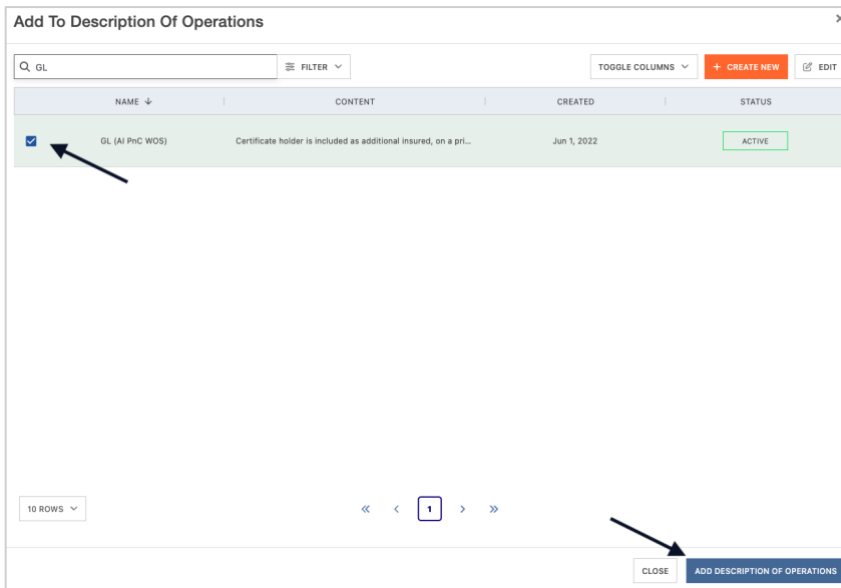 Add To Description Of Operations
GL
FILTER
TOGGLE COLUMNS
+ CREATE NEW
EDIT
NAME
CONTENT
CREATED
STATUS
GL (AI PnC WOS)
Certificate holder is included as additional insured, on a pri...
Jun 1, 2022
ACTIVE
10 ROWS
1
CLOSE
ADD DESCRIPTION OF OPERATIONS